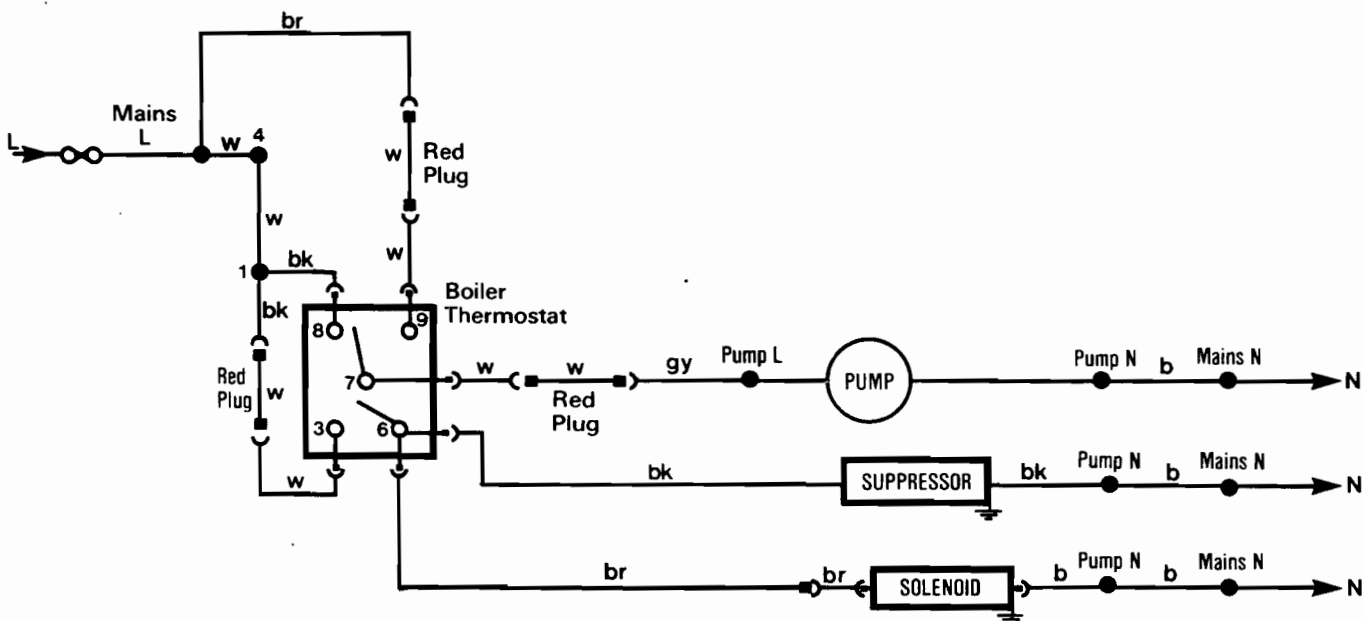 br
Mains
L
L
w
4
w
Red
Plug
w
w
1
bk
bk
Boiler
Thermostat
8
9
Red
Plug
w
7
w
w
Red
Plug
gy
Pump L
PUMP
Pump N
b
Mains N
N
3
6
w
bk
SUPPRESSOR
bk
Pump N
b
Mains N
N
br
br
SOLENOID
b
Pump N
b
Mains N
N